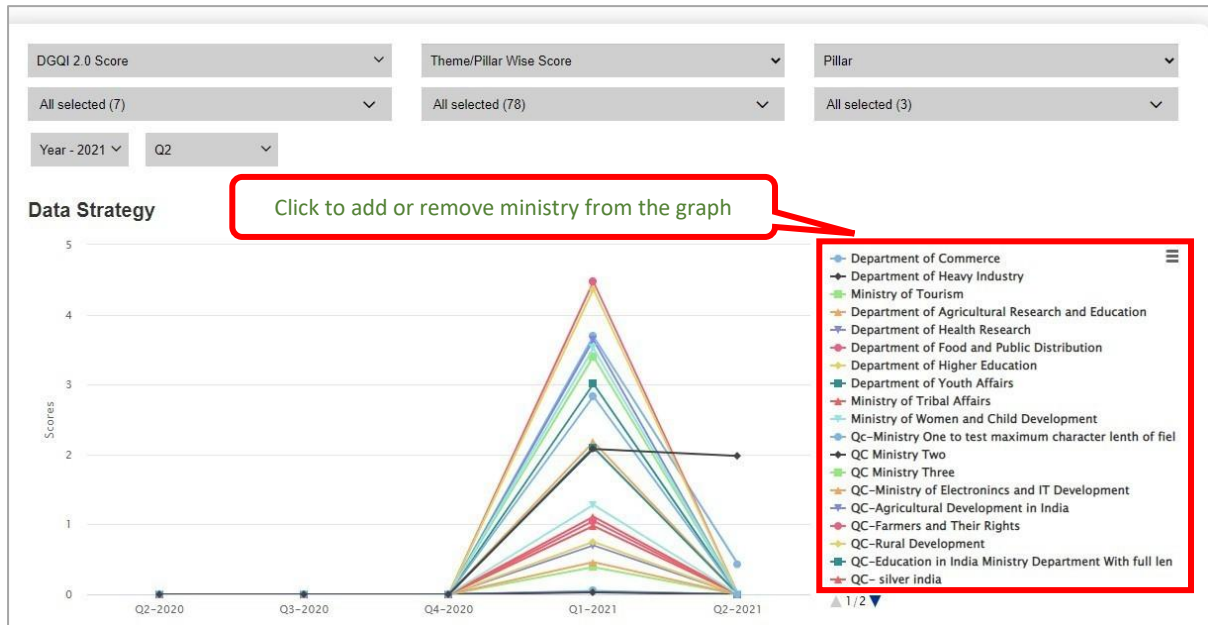 DGQI 2.0 Score
Theme/Pillar Wise Score
Pillar
All selected (7)
All selected (78)
All selected (3)
Year - 2021
Q2
Click to add or remove ministry from the graph
Data Strategy
5
4
3
2
1
0
Scores
Q2-2020
Q3-2020
Q4-2020
Q1-2021
Q2-2021
Department of Commerce
Department of Heavy Industry
Ministry of Tourism
Department of Agricultural Research and Education
Department of Health Research
Department of Food and Public Distribution
Department of Higher Education
Department of Youth Affairs
Ministry of Tribal Affairs
Ministry of Women and Child Development
Qc-Ministry One to test maximum character lenth of fiel
QC Ministry Two
QC Ministry Three
QC-Ministry of Electronincs and IT Development
QC-Agricultural Development in India
QC-Farmers and Their Rights
QC-Rural Development
QC-Education in India Ministry Department With full len
QC- silver india
1/2